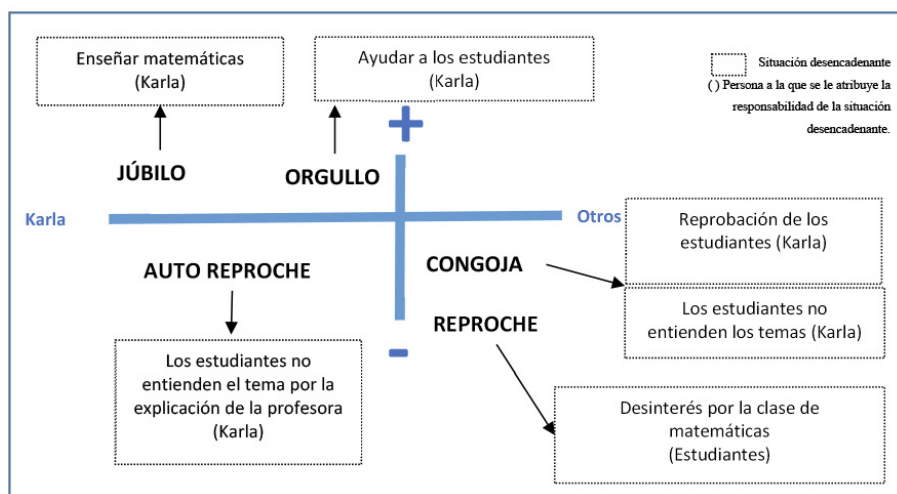 Enseñar matemáticas
(Karla)
Ayudar a los estudiantes
(Karla)
Situación desencadenante
( ) Persona a la que se le atribuye la
responsabilidad de la situación
desencadenante.
+
JÚBILO
ORGULLO
Karla
Otros
Reprobación de los
estudiantes (Karla)
AUTO REPROCHE
CONGOJA
Los estudiantes no
entienden los temas (Karla)
REPROCHE
-
Los estudiantes no
entienden el tema por la
explicación de la profesora
(Karla)
Desinterés por la clase de
matemáticas
(Estudiantes)